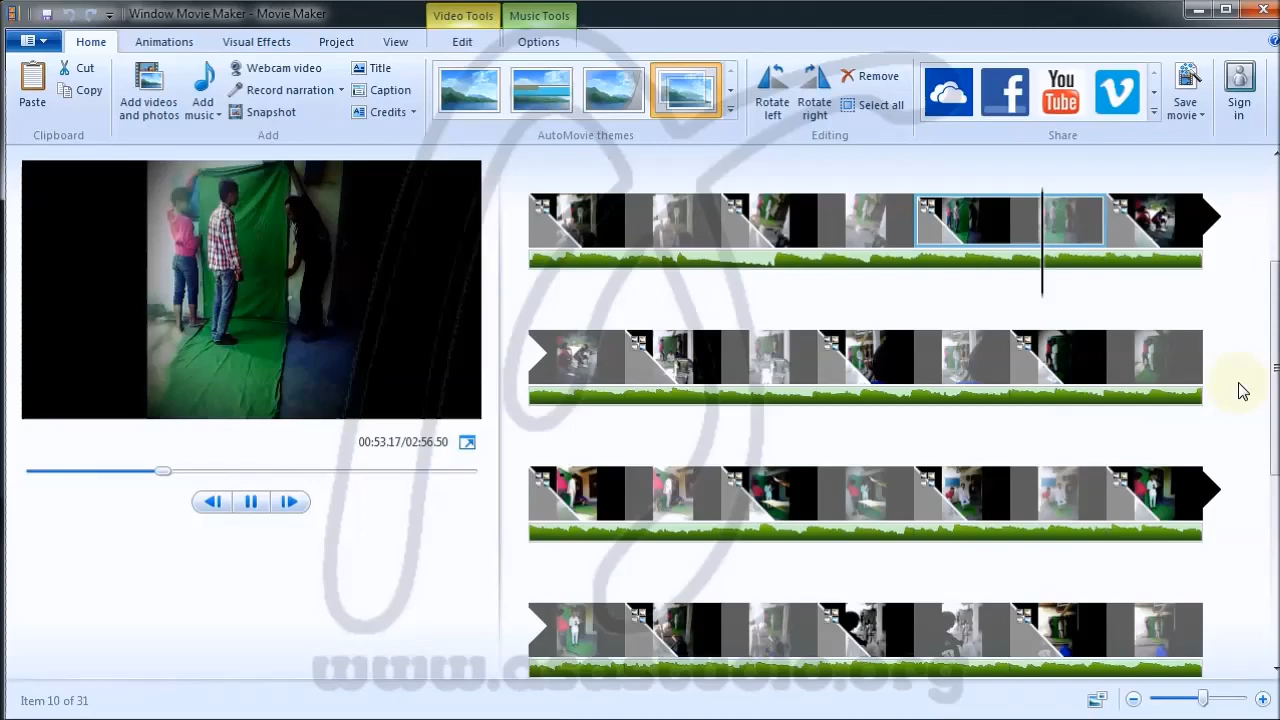 Window Movie Maker - Movie Maker
Video Tools
Music Tools
Home
Animations
Visual Effects
Project
View
Edit
Options
Paste
Cut
Copy
Clipboard
Add videos
and photos
Add
music
Webcam video
Record narration
Snapshot
Title
Caption
Credits
Add
AutoMovie themes
Rotate
left
Rotate
right
Remove
Select all
Editing
You
Tube
Share
Save
movie
Sign
in
00:53.17/02:56.50
Item 10 of 31